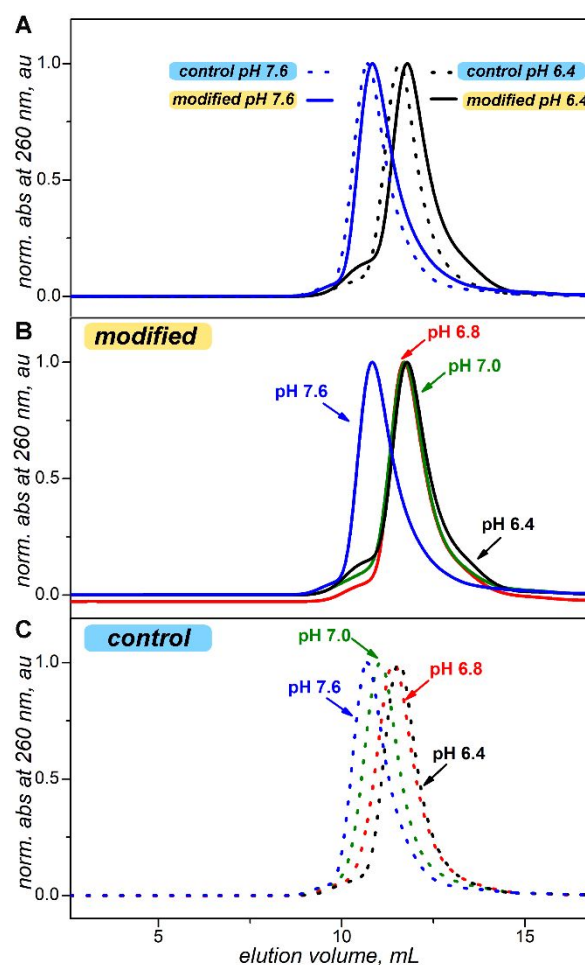 A
control pH 7.6
control pH 6.4
modified pH 7.6
modified pH 6.4
norm. abs at 260 nm, au
1.0
0.5
0.0
B
modified
pH 6.8
pH 7.0
pH 7.6
pH 6.4
norm. abs at 260 nm, au
1.0
0.5
0.0
C
control
pH 7.0
pH 7.6
pH 6.8
pH 6.4
norm. abs at 260 nm, au
1.0
0.5
0.0
5
10
15
elution volume, mL